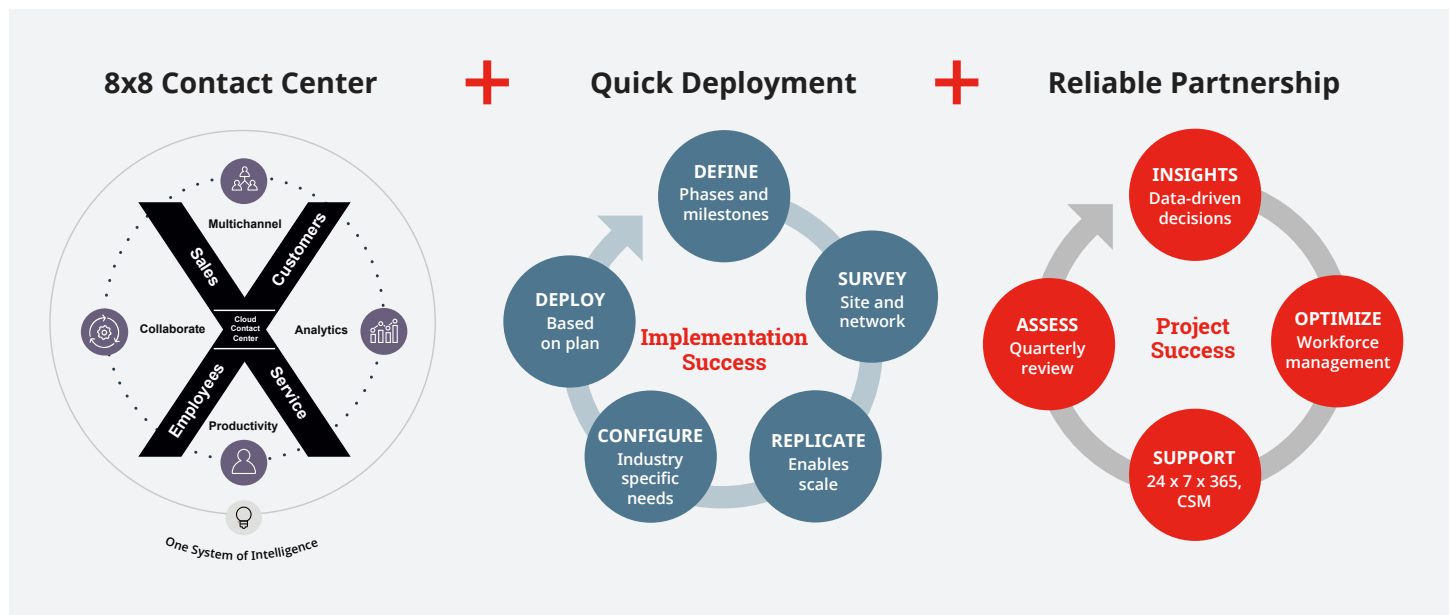 8x8 Contact Center
+
Quick Deployment
+
Reliable Partnership
Multichannel
Sales
Customers
Collaborate
Cloud
Contact
Center
Analytics
Employees
Service
Productivity
One System of Intelligence
DEFINE
Phases and
milestones
SURVEY
Site and
network
REPLICATE
Enables
scale
CONFIGURE
Industry
specific
needs
DEPLOY
Based
on plan
Implementation
Success
INSIGHTS
Data-driven
decisions
OPTIMIZE
Workforce
management
SUPPORT
24 x 7 x 365,
CSM
ASSESS
Quarterly
review
Project
Success